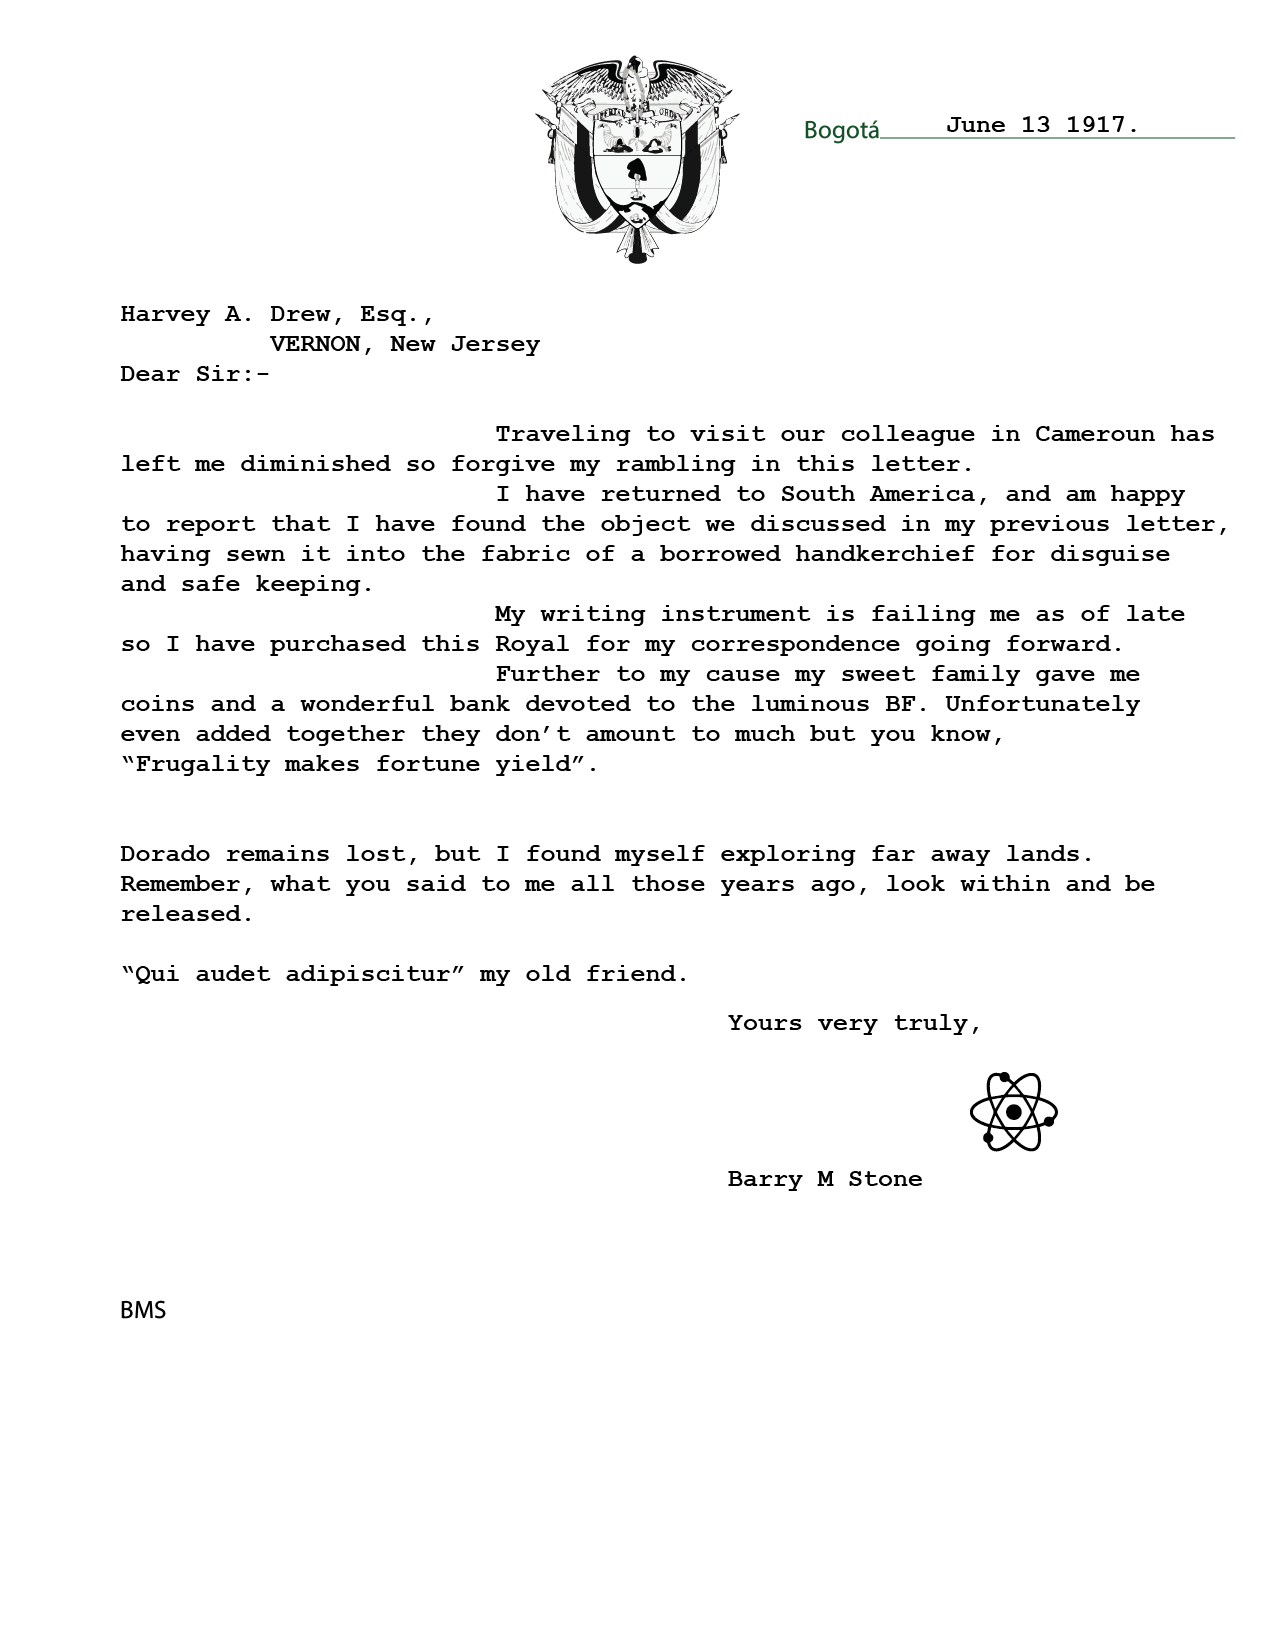 LIBERTAD Y ORDEN
Bogotá June 13 1917.
Harvey A. Drew, Esq.,
VERNON, New Jersey
Dear Sir:-
Traveling to visit our colleague in Cameroun has
left me diminished so forgive my rambling in this letter.
I have returned to South America, and am happy
to report that I have found the object we discussed in my previous letter,
having sewn it into the fabric of a borrowed handkerchief for disguise
and safe keeping.
My writing instrument is failing me as of late
so I have purchased this Royal for my correspondence going forward.
Further to my cause my sweet family gave me
coins and a wonderful bank devoted to the luminous BF. Unfortunately
even added together they don’t amount to much but you know,
“Frugality makes fortune yield”.
Dorado remains lost, but I found myself exploring far away lands.
Remember, what you said to me all those years ago, look within and be
released.
“Qui audet adipiscitur” my old friend.
Yours very truly,
Barry M Stone
BMS